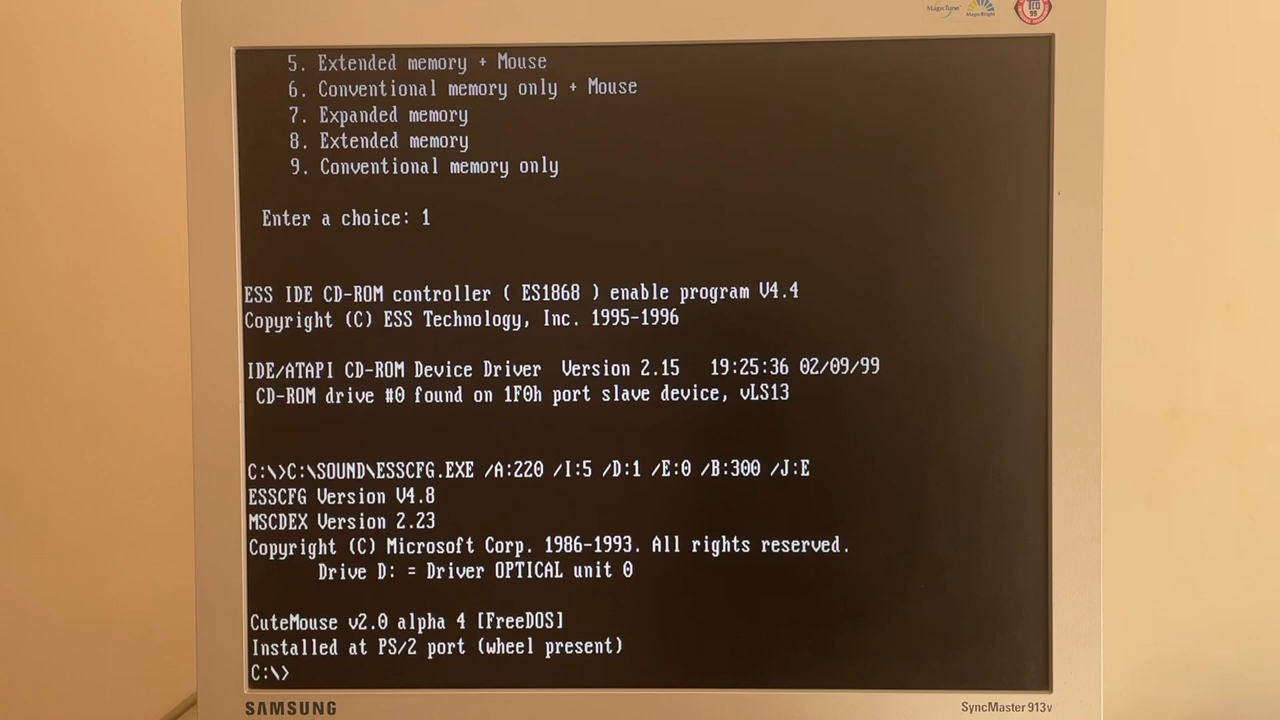 MagicTune
MagicBright
TCO
99
5. Extended memory + Mouse
6. Conventional memory only + Mouse
7. Expanded memory
8. Extended memory
9. Conventional memory only
Enter a choice: 1
ESS IDE CD-ROM controller ( ES1868 ) enable program V4.4
Copyright (C) ESS Technology, Inc. 1995-1996
IDE/ATAPI CD-ROM Device Driver  Version 2.15   19:25:36 02/09/99
CD-ROM drive #0 found on 1F0h port slave device, vLS13
C:\>C:\SOUND\ESSCFG.EXE /A:220 /I:5 /D:1 /E:0 /B:300 /J:E
ESSCFG Version V4.8
MSCDEX Version 2.23
Copyright (C) Microsoft Corp. 1986-1993. All rights reserved.
Drive D: = Driver OPTICAL unit 0
CuteMouse v2.0 alpha 4 [FreeDOS]
Installed at PS/2 port (wheel present)
C:\>
SAMSUNG
SyncMaster 913v